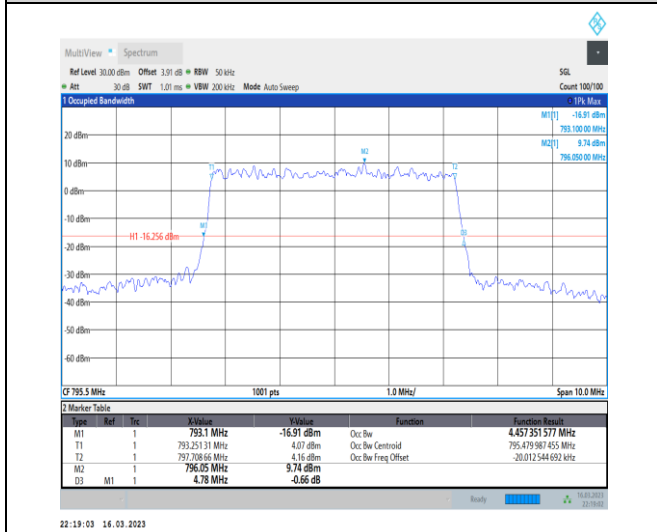 MultiView Spectrum
Ref Level 30.00 dBm Offset 3.91 dB RBW 50 kHz SGL
Att 30 dB SWT 1.01 ms VBW 200 kHz Mode Auto Sweep Count 100/100
1 Occupied Bandwidth 1Pk Max
M1[1] -16.91 dBm
793.100 00 MHz
M2[1] 9.74 dBm
796.050 00 MHz
20 dBm
M2
10 dBm
T1 T2
0 dBm
-10 dBm
M1
D3
H1 -16.256 dBm
-20 dBm
-30 dBm
-40 dBm
-50 dBm
-60 dBm
CF 795.5 MHz 1001 pts 1.0 MHz/ Span 10.0 MHz
2 Marker Table
Type Ref Trc X-Value Y-Value Function Function Result
M1 1 793.1 MHz -16.91 dBm Occ Bw 4.457 351 577 MHz
T1 1 793.251 31 MHz 4.07 dBm Occ Bw Centroid 795.479 987 455 MHz
T2 1 797.708 66 MHz 4.16 dBm Occ Bw Freq Offset -20.012 544 692 kHz
M2 1 796.05 MHz 9.74 dBm
D3 M1 1 4.78 MHz -0.66 dB
Ready 16.03.2023
22:19:02
22:19:03 16.03.2023